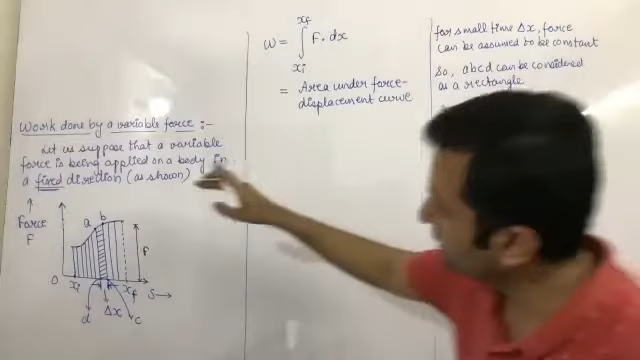 Work done by a variable force :-
Let us suppose that a variable
force is being applied on a body in
a fixed direction (as shown)
Force
F
a b
F
O xi xf S→
Δx
d c
xf
W = ∫ F. dx
xi
= Area under force-
displacement curve
for small time Δx, force
can be assumed to be constant
So, abcd can be considered
as a rectangle